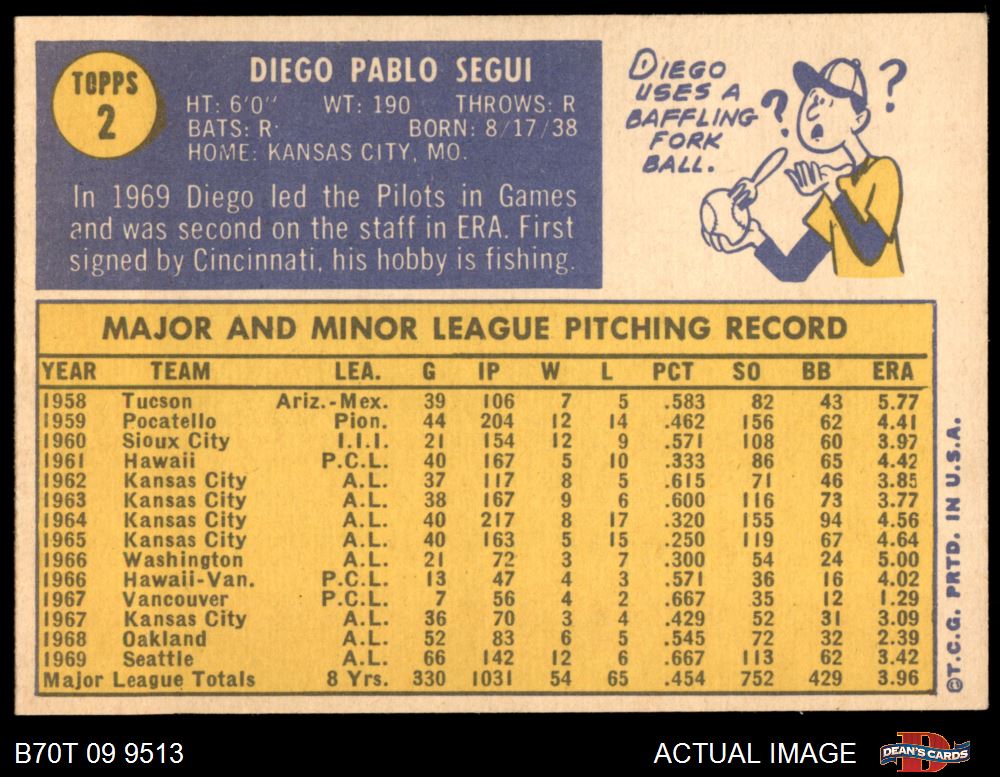 TOPPS
2
DIEGO PABLO SEGUI
HT: 6'0" WT: 190 THROWS: R
BATS: R BORN: 8/17/38
HOME: KANSAS CITY, MO.
In 1969 Diego led the Pilots in Games
and was second on the staff in ERA. First
signed by Cincinnati, his hobby is fishing.
DIEGO
USES A
BAFFLING
FORK
BALL.
? ?
MAJOR AND MINOR LEAGUE PITCHING RECORD
YEAR TEAM LEA. G IP W L PCT SO BB ERA
1958 Tucson Ariz.-Mex. 39 106 7 5 .583 82 43 5.77
1959 Pocatello Pion. 44 204 12 14 .462 156 62 4.41
1960 Sioux City I.I.I. 21 154 12 9 .571 108 60 3.97
1961 Hawaii P.C.L. 40 167 5 10 .333 86 65 4.42
1962 Kansas City A.L. 37 117 8 5 .615 71 46 3.85
1963 Kansas City A.L. 38 167 9 6 .600 116 73 3.77
1964 Kansas City A.L. 40 217 8 17 .320 155 94 4.56
1965 Kansas City A.L. 40 163 5 15 .250 119 67 4.64
1966 Washington A.L. 21 72 3 7 .300 54 24 5.00
1966 Hawaii-Van. P.C.L. 13 47 4 3 .571 36 16 4.02
1967 Vancouver P.C.L. 7 56 4 2 .667 35 12 1.29
1967 Kansas City A.L. 36 70 3 4 .429 52 31 3.09
1968 Oakland A.L. 52 83 6 5 .545 72 32 2.39
1969 Seattle A.L. 66 142 12 6 .667 113 62 3.42
Major League Totals 8 Yrs. 330 1031 54 65 .454 752 429 3.96
©T.C.G. PRTD. IN U.S.A.
B70T 09 9513
ACTUAL IMAGE
D
DEAN'S CARDS